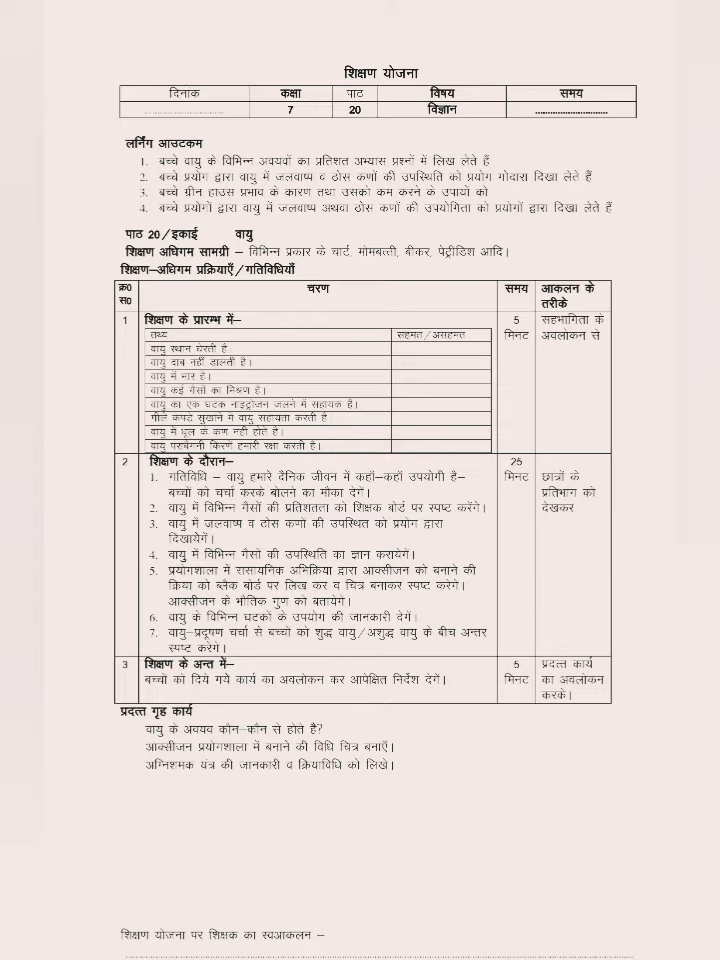 शिक्षण योजना
दिनाक कक्षा पाठ विषय समय
.............................. 7 20 विज्ञान ............................
लर्निंग आउटकम
1. बच्चे वायु के विभिन्न अवयवों का प्रतिशत अभ्यास प्रश्नों में लिख लेते हैं
2. बच्चे प्रयोग द्वारा वायु में जलवाष्प व ठोस कणों की उपस्थिति को प्रयोग गोदारा दिखा लेते हैं
3. बच्चे ग्रीन हाउस प्रभाव के कारण तथा उसको कम करने के उपायों को
4. बच्चे प्रयोगों द्वारा वायु में जलवाष्प अथवा ठोस कणों की उपयोगिता को प्रयोगों द्वारा दिखा लेते हैं
पाठ 20/इकाई वायु
शिक्षण अधिगम सामग्री – विभिन्न प्रकार के चार्ट, मोमबत्ती, बीकर, पेट्रीडिश आदि।
शिक्षण–अधिगम प्रक्रियाएँ/गतिविधियाँ
क्र0 चरण समय आकलन के
स0 तरीके
1 शिक्षण के प्रारम्भ में– 5 सहभागिता के
तथ्य सहमत/असहमत मिनट अवलोकन से
वायु स्थान घेरती है
वायु दाब नहीं डालती है।
वायु में भार है।
वायु कई गैसों का मिश्रण है।
वायु का एक घटक नाइट्रोजन जलने में सहायक है।
गीले कपडे सुखाने में वायु सहायता करती है
वायु में धूल के कण नहीं होते है।
वायु पराबैगनी किरणें हमारी रक्षा करती है।
2 शिक्षण के दौरान– 25
1. गतिविधि – वायु हमारे दैनिक जीवन में कहाँ–कहाँ उपयोगी है– मिनट छात्रों के
बच्चों को चर्चा करके बोलने का मौका देगें। प्रतिभाग को
2. वायु में विभिन्न गैसों की प्रतिशतता को शिक्षक बोर्ड पर स्पष्ट करेंगे। देखकर
3. वायु में जलवाष्प व ठोस कणों की उपस्थित को प्रयोग द्वारा
दिखायेगें।
4. वायु में विभिन्न गैसों की उपस्थिति का ज्ञान करायेगें।
5. प्रयोगशाला में रासायनिक अभिक्रिया द्वारा आक्सीजन को बनाने की
क्रिया को ब्लैक बोर्ड पर लिख कर व चित्र बनाकर स्पष्ट करेगे।
आक्सीजन के भौतिक गुण को बतायेगे।
6. वायु के विभिन्न घटकों के उपयोग की जानकारी देगें।
7. वायु–प्रदूषण चर्चा से बच्चों को शुद्ध वायु/अशुद्ध वायु के बीच अन्तर
स्पष्ट करेगे।
3 शिक्षण के अन्त में– 5 प्रदत्त कार्य
बच्चों को दिये गये कार्य का अवलोकन कर आपेक्षित निर्देश देगें। मिनट का अवलोकन
करके।
प्रदत्त गृह कार्य
वायु के अवयव कौन–कौन से होते है?
आक्सीजन प्रयोगशाला में बनाने की विधि चित्र बनाएँ।
अग्निशमक यंत्र की जानकारी व क्रियाविधि को लिखे।
शिक्षण योजना पर शिक्षक का स्वआकलन –